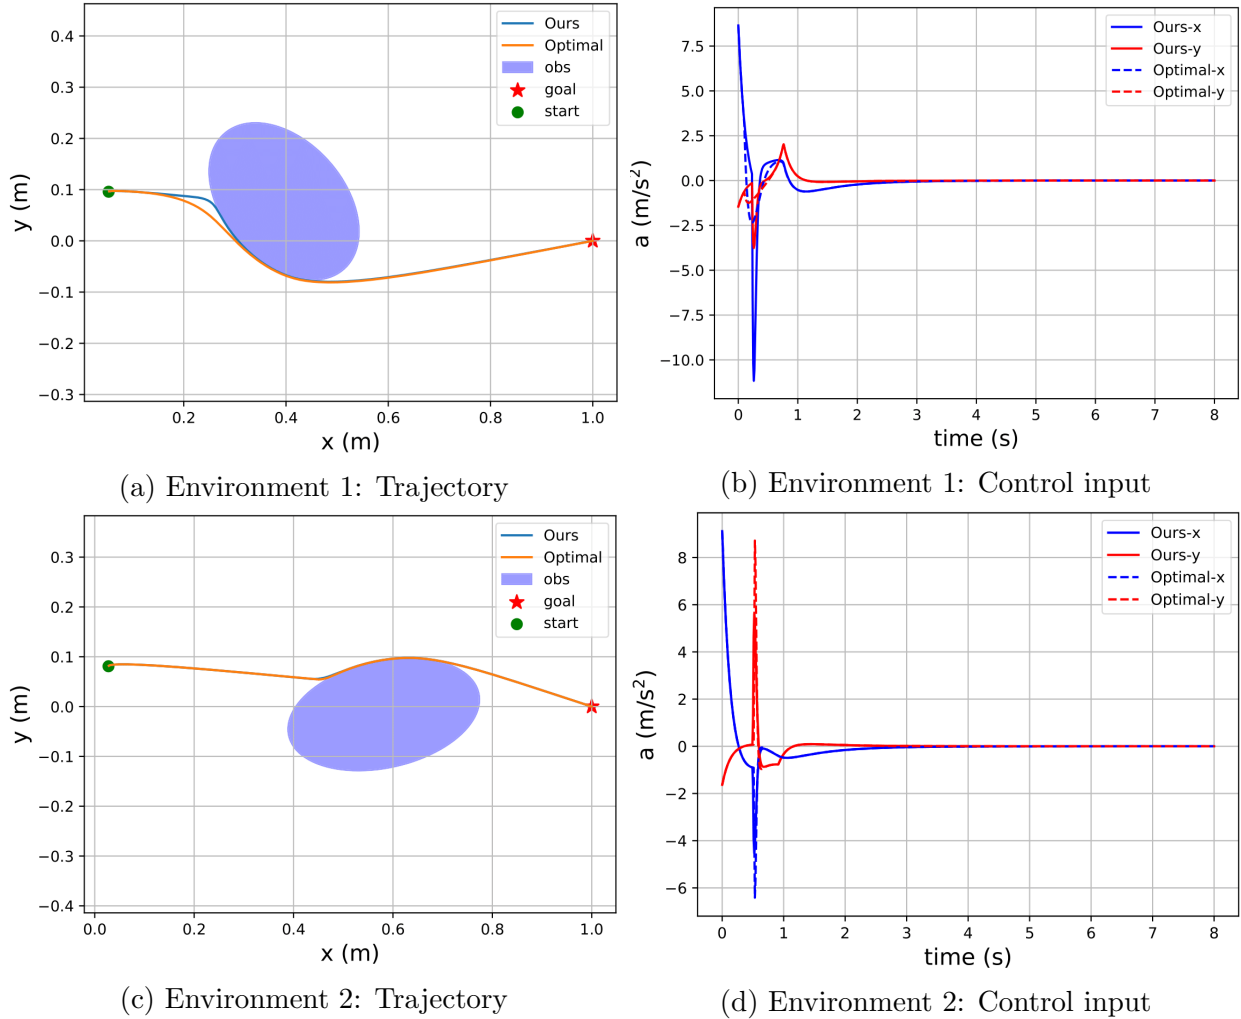 Ours
Optimal
obs
goal
start
0.4
0.3
0.2
0.1
0.0
−0.1
−0.2
−0.3
y (m)
0.2
0.4
0.6
0.8
1.0
x (m)
(a) Environment 1: Trajectory
Ours-x
Ours-y
Optimal-x
Optimal-y
7.5
5.0
2.5
0.0
−2.5
−5.0
−7.5
−10.0
a (m/s²)
0 1 2 3 4 5 6 7 8
time (s)
(b) Environment 1: Control input
Ours
Optimal
obs
goal
start
0.3
0.2
0.1
0.0
−0.1
−0.2
−0.3
−0.4
y (m)
0.0 0.2 0.4 0.6 0.8 1.0
x (m)
(c) Environment 2: Trajectory
Ours-x
Ours-y
Optimal-x
Optimal-y
8
6
4
2
0
−2
−4
−6
a (m/s²)
0 1 2 3 4 5 6 7 8
time (s)
(d) Environment 2: Control input